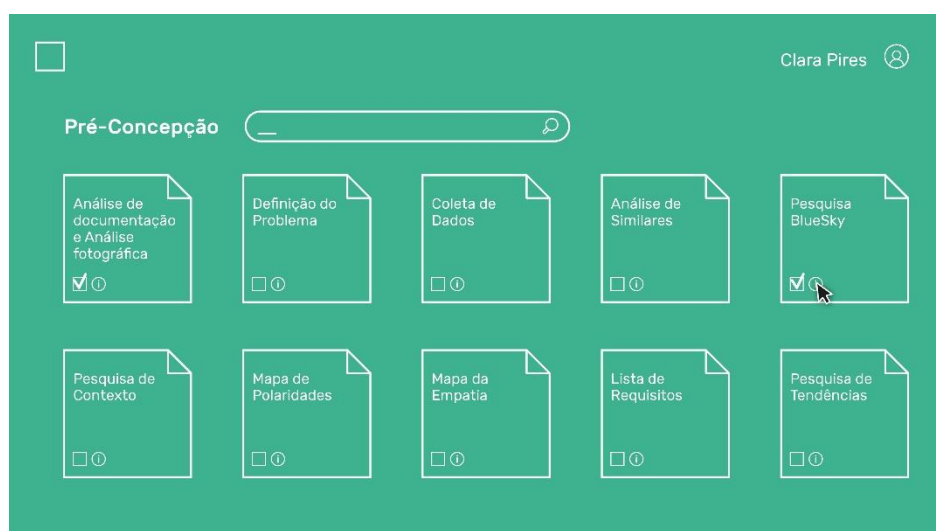 Clara Pires
Pré-Concepção
Análise de
documentação
e Análise
fotográfica
Definição do
Problema
Coleta de
Dados
Análise de
Similares
Pesquisa
BlueSky
Pesquisa de
Contexto
Mapa de
Polaridades
Mapa da
Empatia
Lista de
Requisitos
Pesquisa de
Tendências